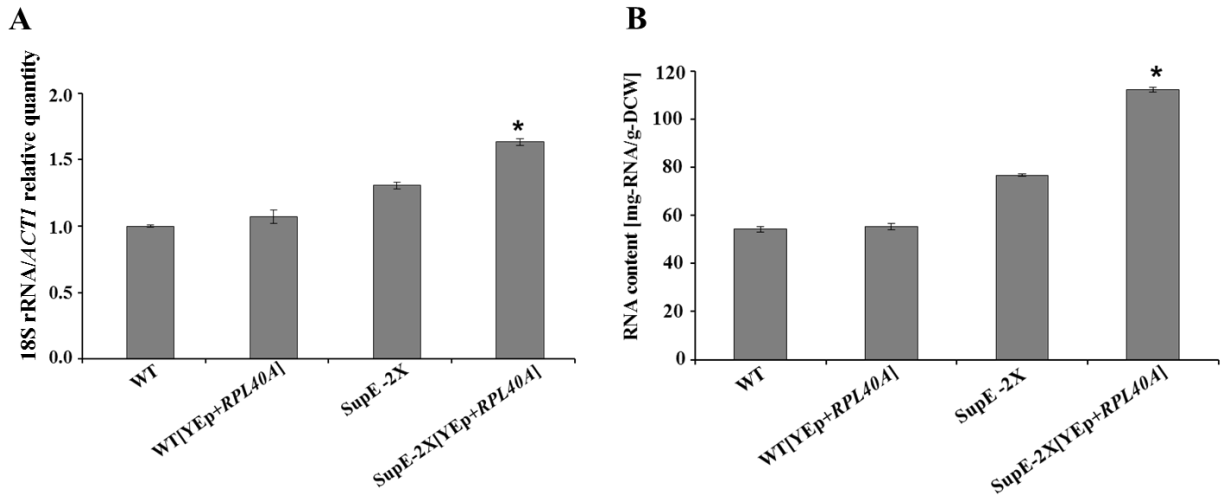 A
18S rRNA/ACT1 relative quantity
2.0
1.5
1.0
0.5
0.0
*
WT
WT[YEp+RPL40A]
SupE -2X
SupE-2X[YEp+RPL40A]
B
RNA content [mg-RNA/g-DCW]
120
100
80
60
40
20
0
*
WT
WT[YEp+RPL40A]
SupE -2X
SupE-2X[YEp+RPL40A]